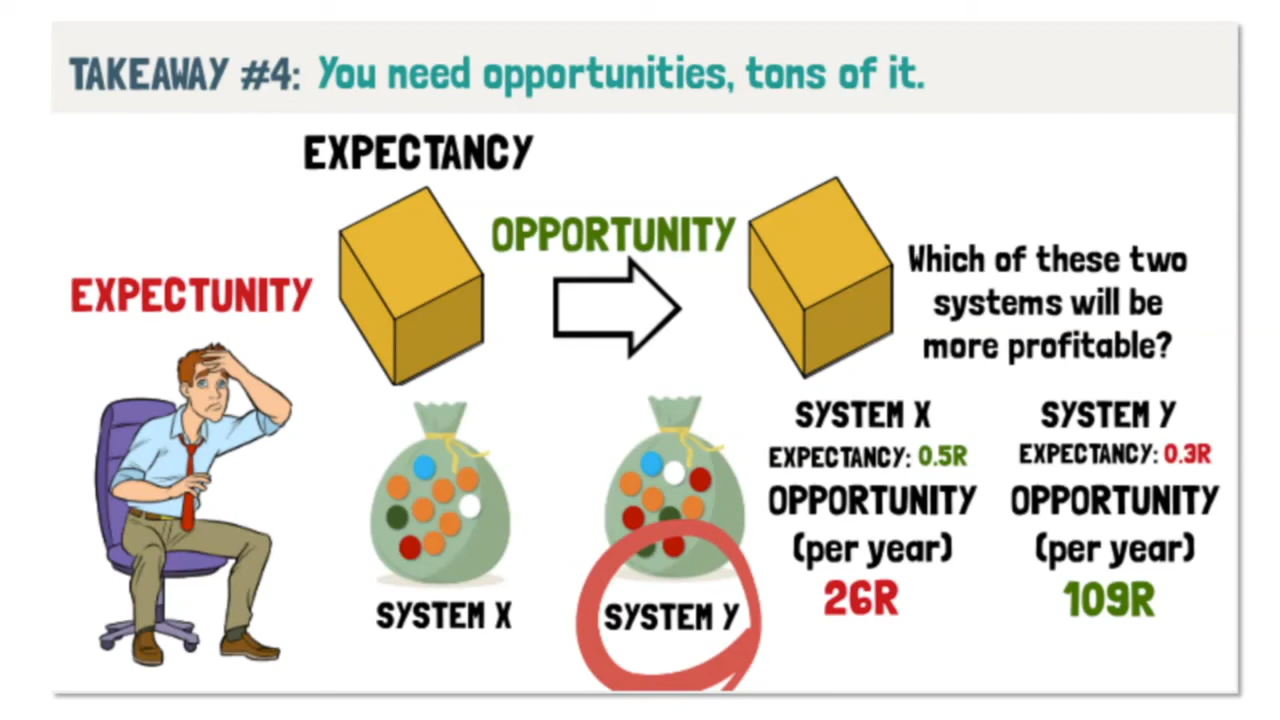 TAKEAWAY #4: You need opportunities, tons of it.
EXPECTANCY
OPPORTUNITY
EXPECTUNITY
Which of these two
systems will be
more profitable?
SYSTEM X
EXPECTANCY: 0.5R
OPPORTUNITY
(per year)
26R
SYSTEM Y
EXPECTANCY: 0.3R
OPPORTUNITY
(per year)
109R
SYSTEM X
SYSTEM Y